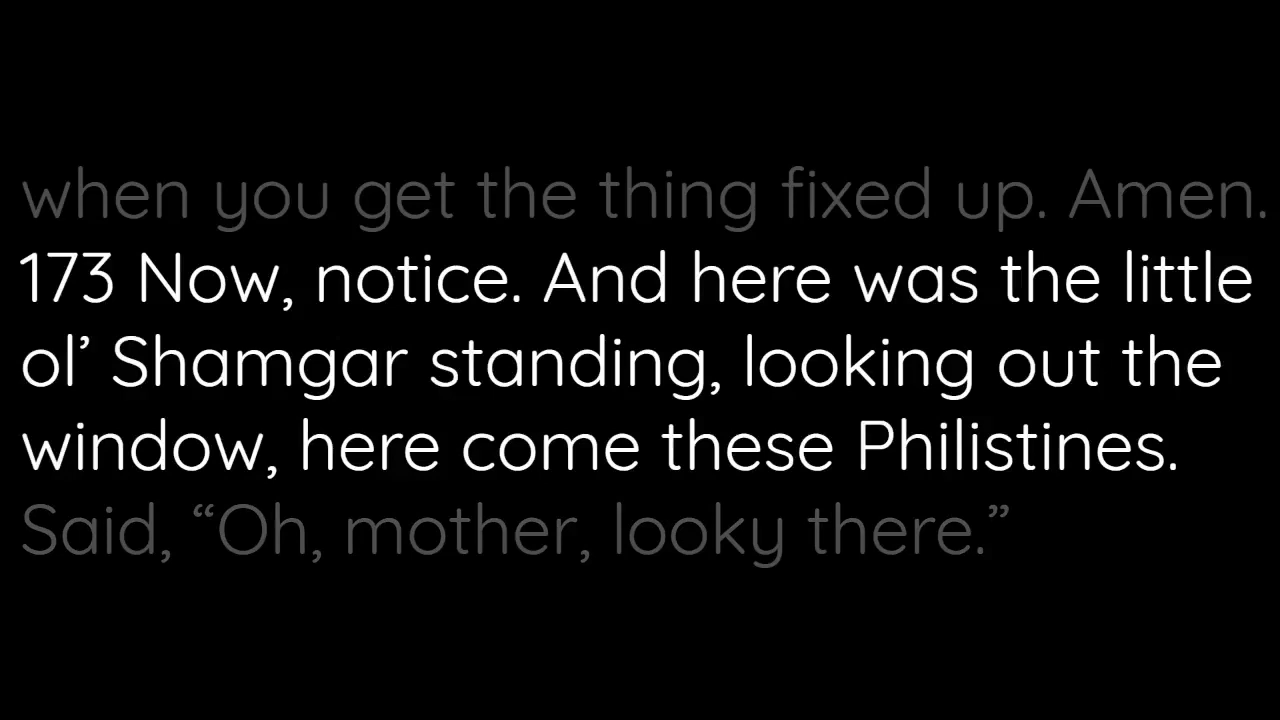 when you get the thing fixed up. Amen.
173 Now, notice. And here was the little
ol’ Shamgar standing, looking out the
window, here come these Philistines.
Said, “Oh, mother, looky there.”